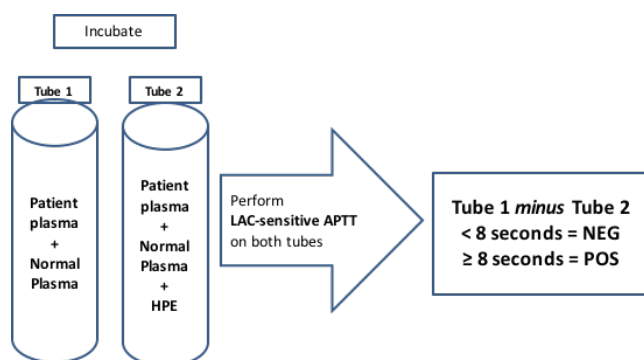 Incubate
Tube 1
Patient
plasma
+
Normal
Plasma
Tube 2
Patient
plasma
+
Normal
Plasma
+
HPE
Perform
LAC-sensitive APTT
on both tubes
Tube 1 minus Tube 2
< 8 seconds = NEG
≥ 8 seconds = POS